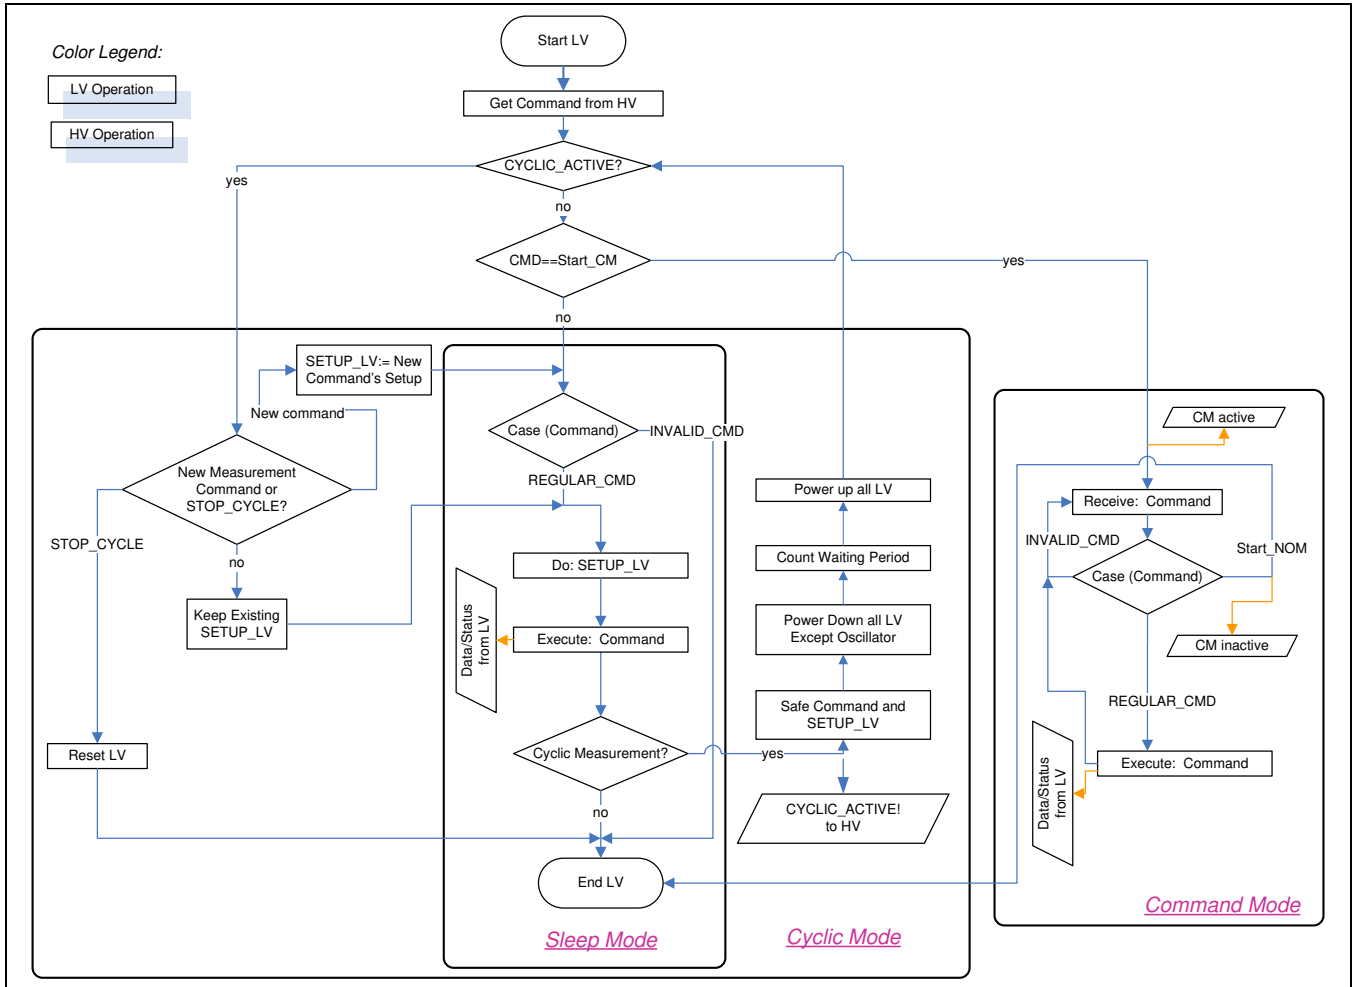 Color Legend:
LV Operation
HV Operation
Start LV
Get Command from HV
CYCLIC_ACTIVE?
yes
no
CMD==Start_CM
yes
no
SETUP_LV:= New
Command's Setup
New command
New Measurement
Command or
STOP_CYCLE?
STOP_CYCLE
no
Keep Existing
SETUP_LV
Reset LV
Case (Command)
INVALID_CMD
REGULAR_CMD
Do: SETUP_LV
Execute: Command
Data/Status
from LV
Cyclic Measurement?
yes
no
End LV
Sleep Mode
Power up all LV
Count Waiting Period
Power Down all LV
Except Oscillator
Safe Command and
SETUP_LV
CYCLIC_ACTIVE!
to HV
Cyclic Mode
CM active
Receive: Command
INVALID_CMD
Start_NOM
Case (Command)
CM inactive
REGULAR_CMD
Execute: Command
Data/Status
from LV
Command Mode